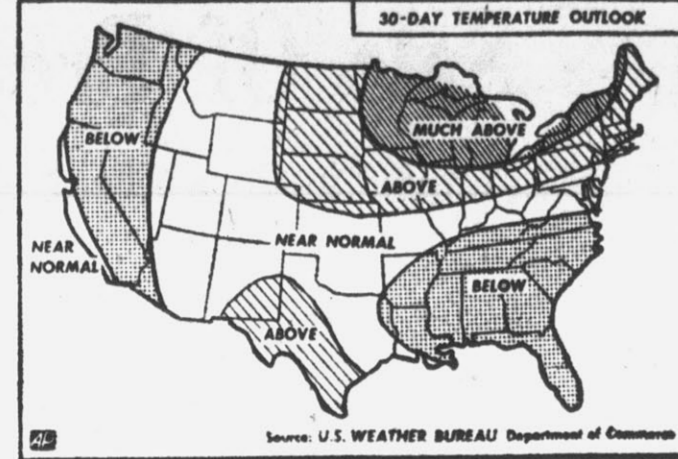 30-DAY TEMPERATURE OUTLOOK
MUCH ABOVE
BELOW
ABOVE
NEAR
NORMAL
NEAR NORMAL
BELOW
ABOVE
AP
Source: U.S. WEATHER BUREAU Department of Commerce